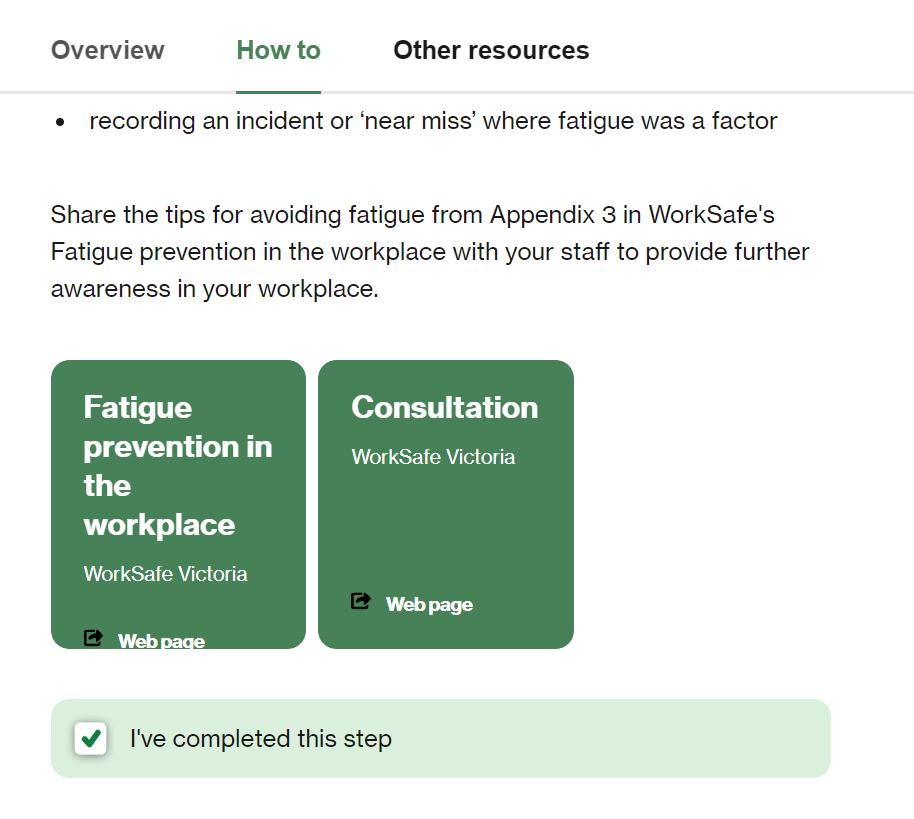 Overview How to Other resources
• recording an incident or ‘near miss’ where fatigue was a factor
Share the tips for avoiding fatigue from Appendix 3 in WorkSafe's
Fatigue prevention in the workplace with your staff to provide further
awareness in your workplace.
Fatigue
prevention in
the
workplace
WorkSafe Victoria
Web page
Consultation
WorkSafe Victoria
Web page
I've completed this step